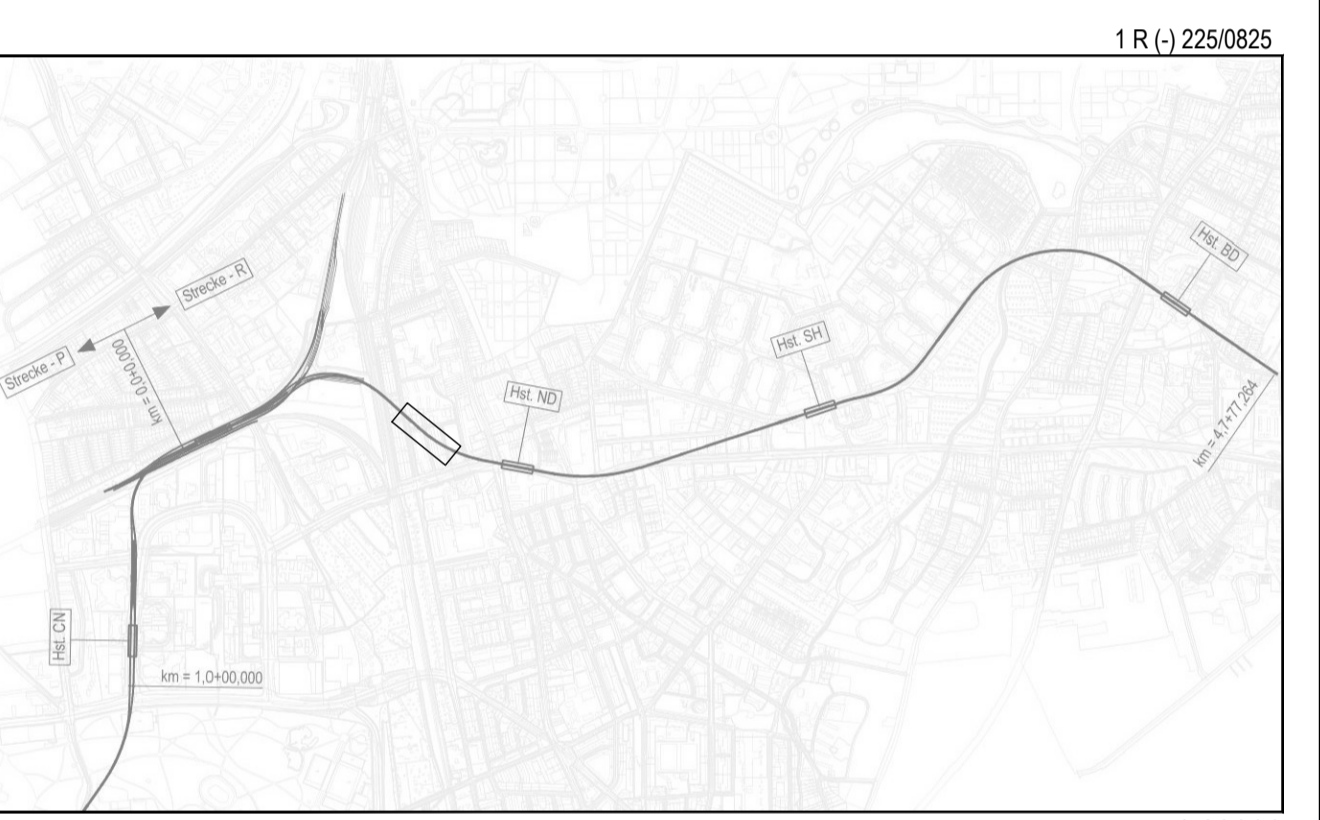 1 R (-) 225/0825
Hst. BD
Strecke - R
Strecke - P
km = 0,0+0,000
Hst. SH
Hst. ND
km = 4,7+77,264
Hst. CN
km = 1,0+00,000